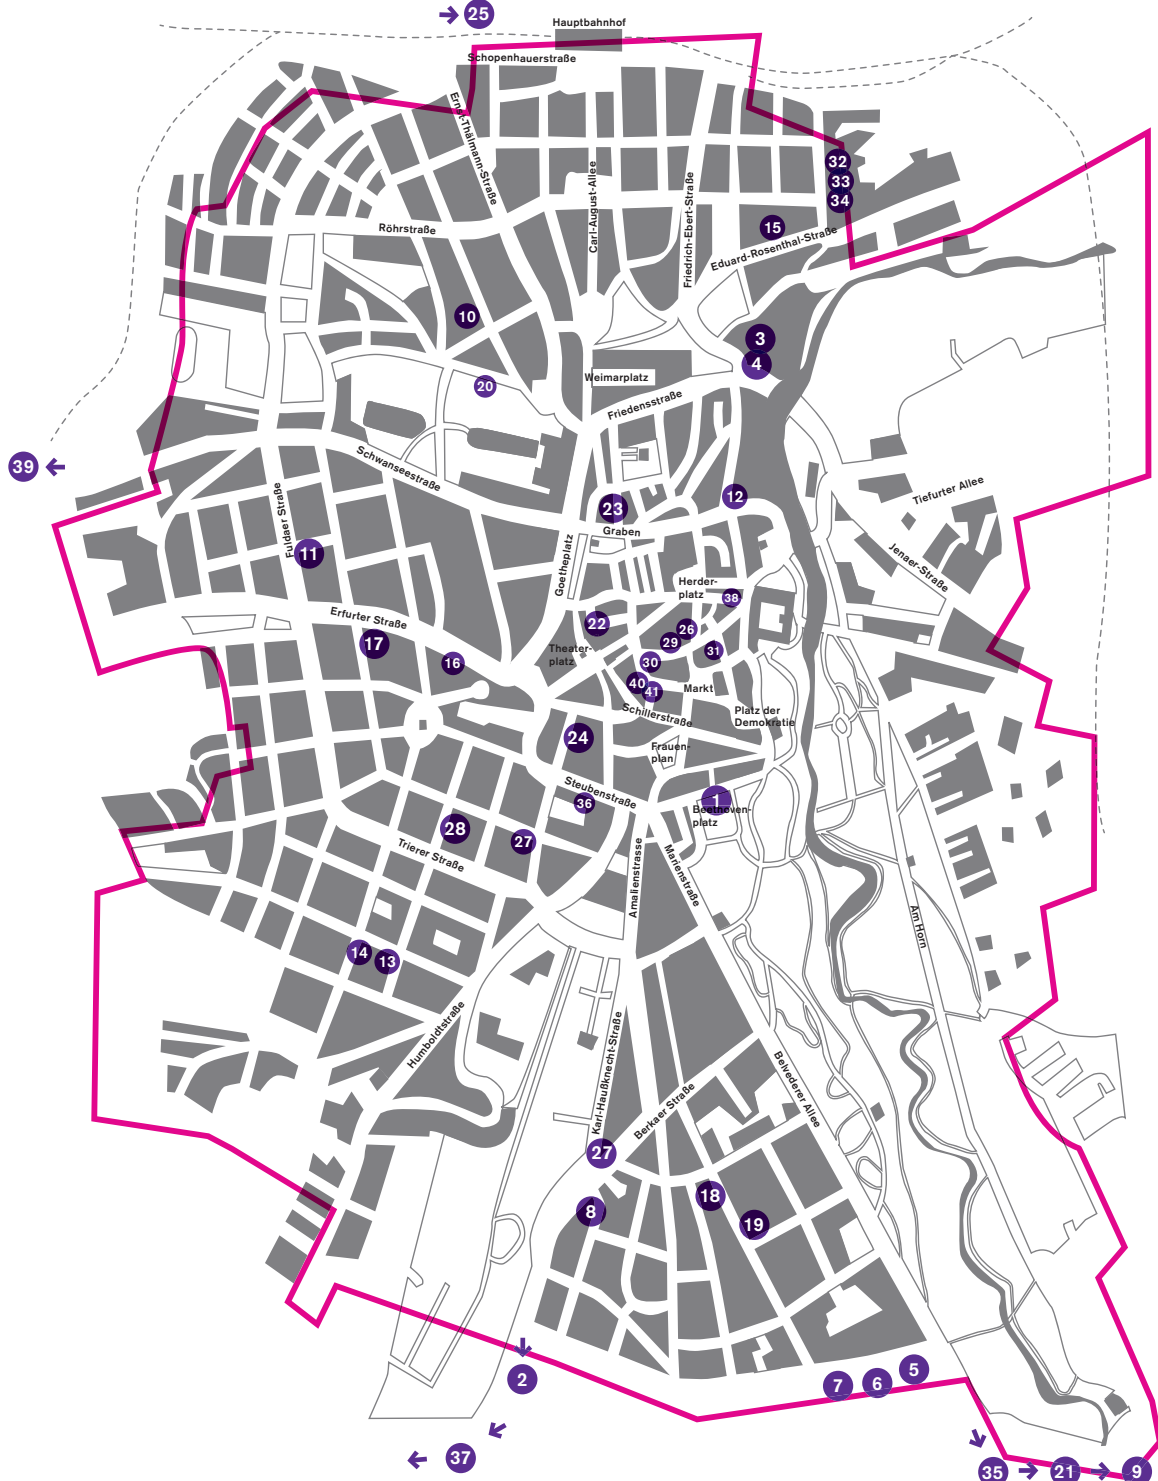 25
Hauptbahnhof
Schopenhauerstraße
Ernst-Thälmann-Straße
Carl-August-Allee
Friedrich-Ebert-Straße
32
33
34
15
Röhrstraße
Eduard-Rosenthal-Straße
10
3
4
20
Weimarplatz
Friedensstraße
39
Schwanseestraße
Fuldaer Straße
12
23
Graben
Tiefurter Allee
11
Goetheplatz
Jenaer-Straße
Herder-
platz
38
Erfurter Straße
22
26
17
29
31
16
Theater-
platz
30
40
41
Markt
Schillerstraße
Platz der
Demokratie
24
Frauen-
plan
Steubenstraße
36
1
Beethoven-
platz
28
27
Trierer Straße
Amalienstrasse
Marienstraße
Am Horn
14
13
Humboldtstraße
Karl-Haußknecht-Straße
Belvederer Allee
Berkaer Straße
27
18
8
19
2
5
6
7
37
35
21
9